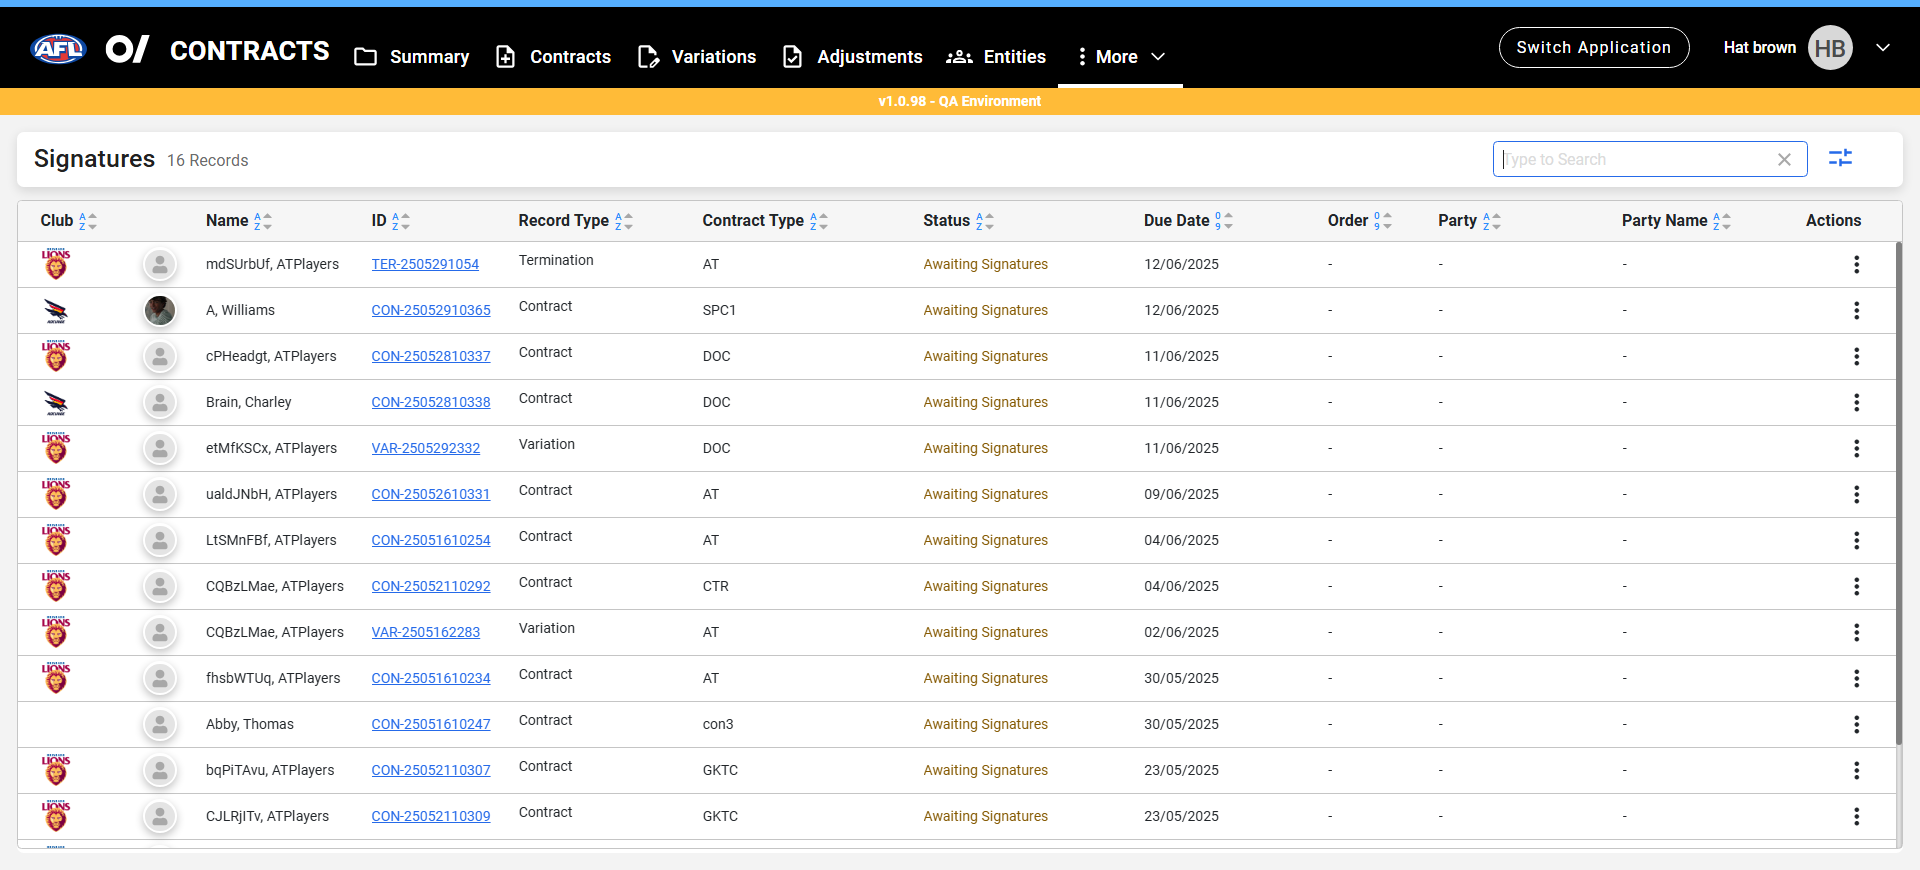 AFL CONTRACTS Summary Contracts Variations Adjustments Entities More Switch Application Hat brown HB
v1.0.98 - QA Environment
Signatures 16 Records Type to Search
Club Name ID Record Type Contract Type Status Due Date Order Party Party Name Actions
LIONS mdSUrbUf, ATPlayers TER-2505291054 Termination AT Awaiting Signatures 12/06/2025 - - -
A, Williams CON-25052910365 Contract SPC1 Awaiting Signatures 12/06/2025 - - -
LIONS cPHeadgt, ATPlayers CON-25052810337 Contract DOC Awaiting Signatures 11/06/2025 - - -
Brain, Charley CON-25052810338 Contract DOC Awaiting Signatures 11/06/2025 - - -
LIONS etMfKSCx, ATPlayers VAR-2505292332 Variation DOC Awaiting Signatures 11/06/2025 - - -
LIONS ualdJNbH, ATPlayers CON-25052610331 Contract AT Awaiting Signatures 09/06/2025 - - -
LIONS LtSMnFBf, ATPlayers CON-25051610254 Contract AT Awaiting Signatures 04/06/2025 - - -
LIONS CQBzLMae, ATPlayers CON-25052110292 Contract CTR Awaiting Signatures 04/06/2025 - - -
LIONS CQBzLMae, ATPlayers VAR-2505162283 Variation AT Awaiting Signatures 02/06/2025 - - -
LIONS fhsbWTUq, ATPlayers CON-25051610234 Contract AT Awaiting Signatures 30/05/2025 - - -
Abby, Thomas CON-25051610247 Contract con3 Awaiting Signatures 30/05/2025 - - -
LIONS bqPiTAvu, ATPlayers CON-25052110307 Contract GKTC Awaiting Signatures 23/05/2025 - - -
LIONS CJLRjITv, ATPlayers CON-25052110309 Contract GKTC Awaiting Signatures 23/05/2025 - - -